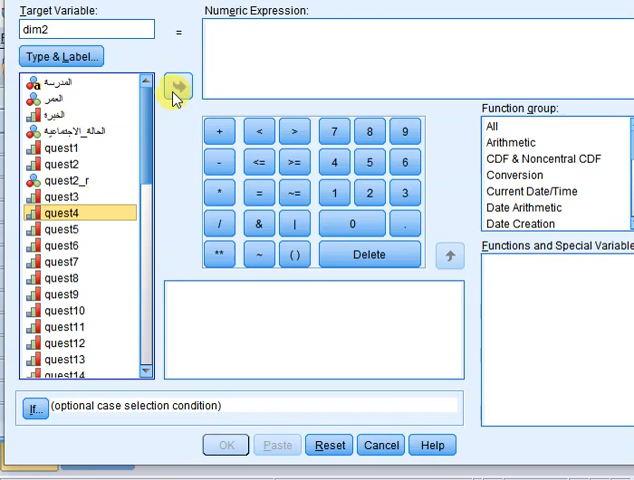 Target Variable:
Numeric Expression:
dim2
=
Type & Label...
المدرسة
العمر
الخبرة
الحالة_الاجتماعية
quest1
quest2
quest2_r
quest3
quest4
quest5
quest6
quest7
quest8
quest9
quest10
quest11
quest12
quest13
quest14
+ < > 7 8 9
- <= >= 4 5 6
* = ~= 1 2 3
/ & | 0 .
** ~ ( ) Delete
Function group:
All
Arithmetic
CDF & Noncentral CDF
Conversion
Current Date/Time
Date Arithmetic
Date Creation
Functions and Special Variable
If... (optional case selection condition)
OK Paste Reset Cancel Help